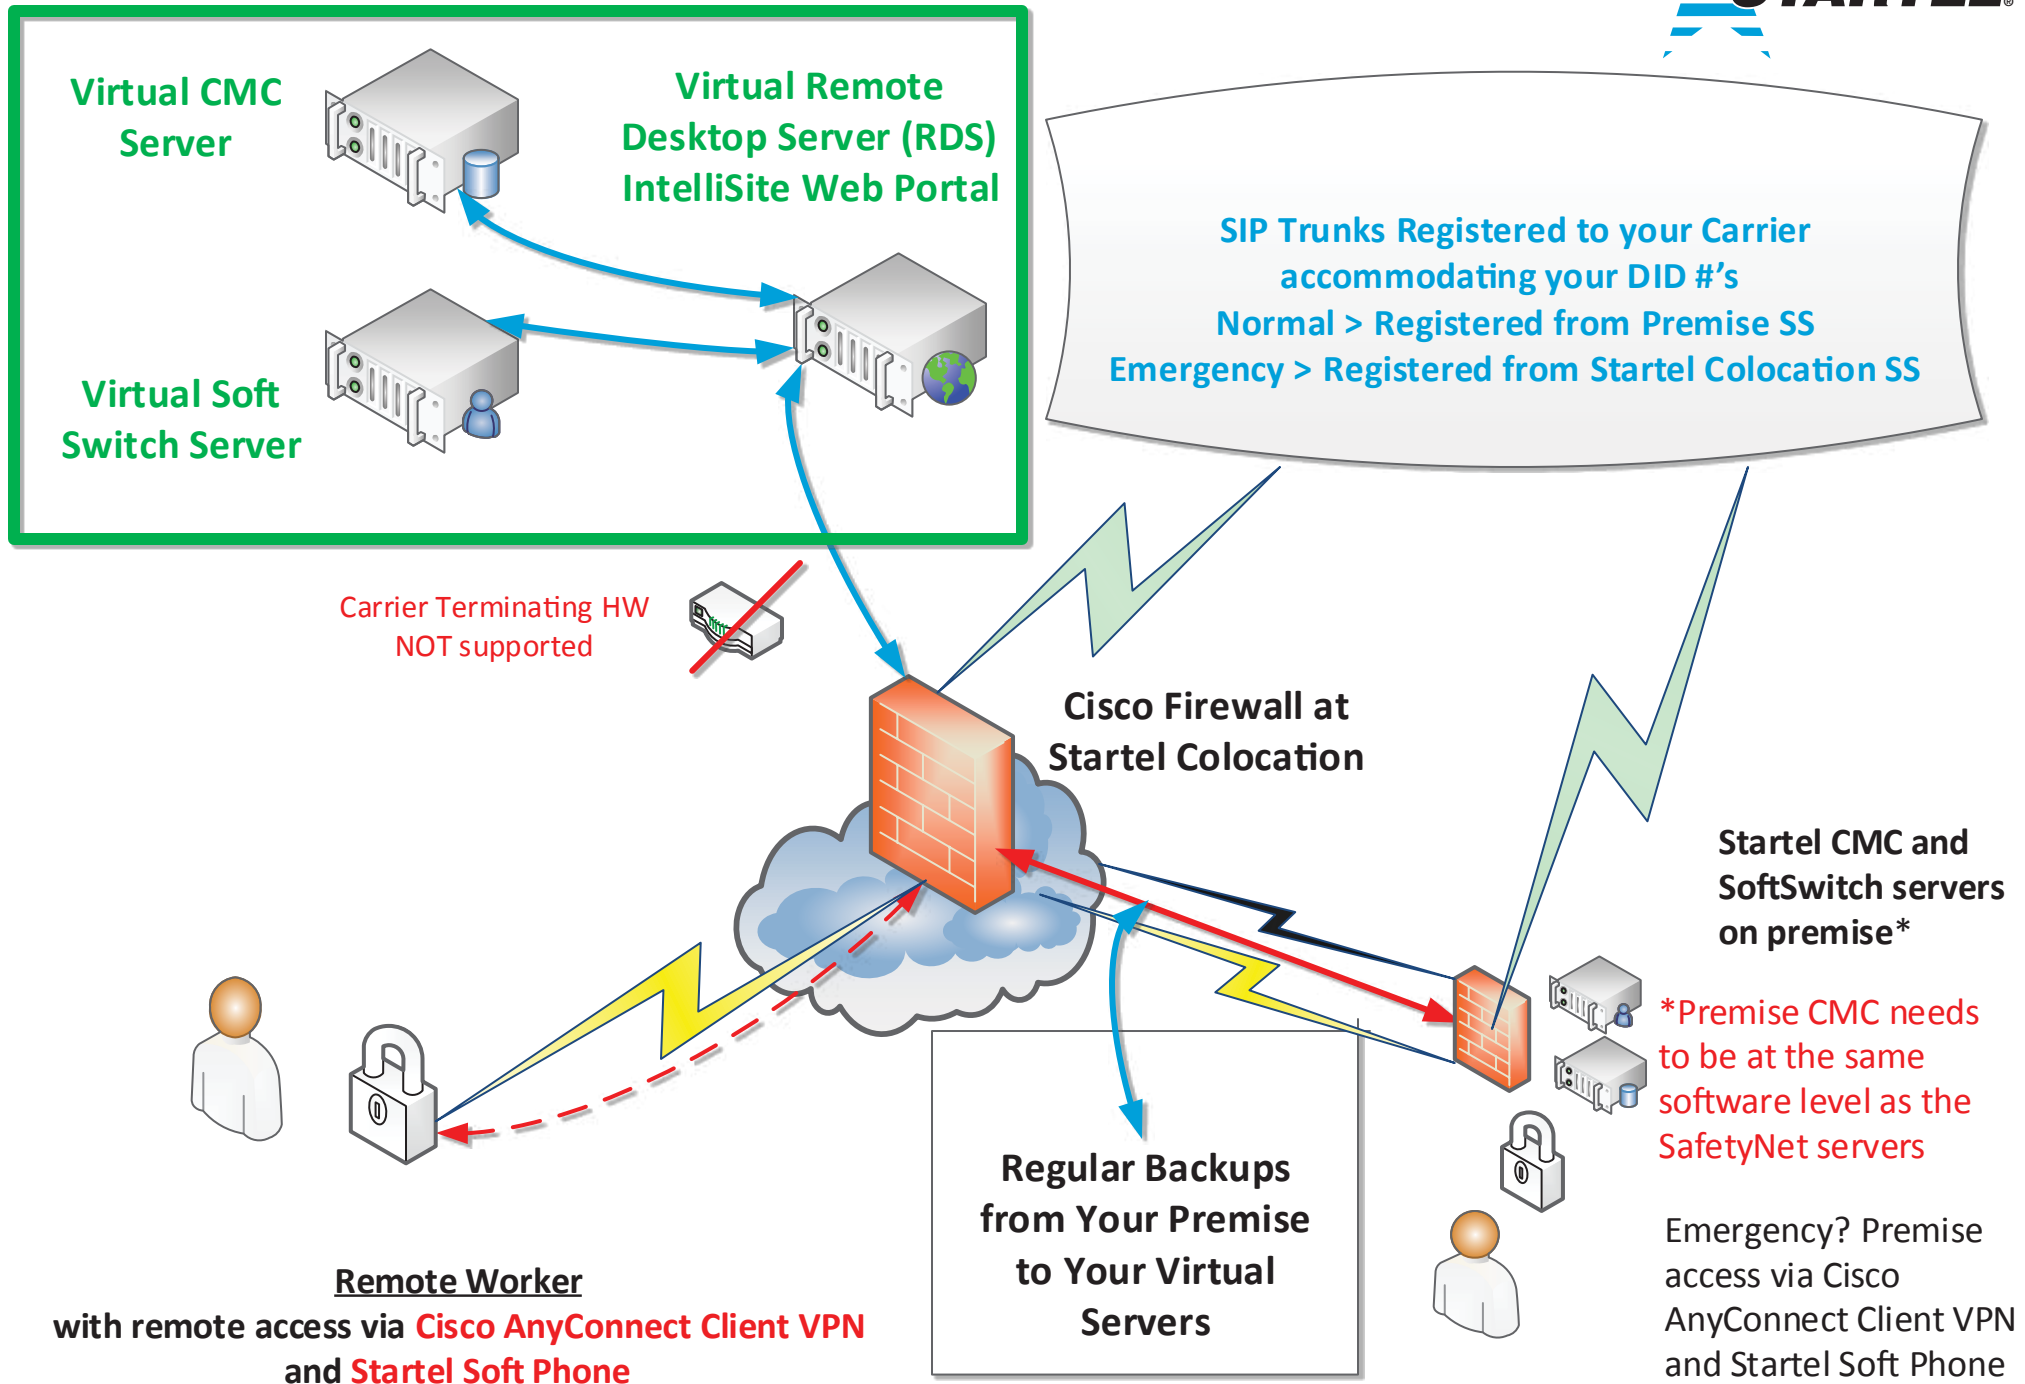 STARTEL®
Virtual CMC
Server
Virtual Remote
Desktop Server (RDS)
IntelliSite Web Portal
Virtual Soft
Switch Server
SIP Trunks Registered to your Carrier
accommodating your DID #’s
Normal > Registered from Premise SS
Emergency > Registered from Startel Colocation SS
Carrier Terminating HW
NOT supported
Cisco Firewall at
Startel Colocation
Startel CMC and
SoftSwitch servers
on premise*
*Premise CMC needs
to be at the same
software level as the
SafetyNet servers
Regular Backups
from Your Premise
to Your Virtual
Servers
Emergency? Premise
access via Cisco
AnyConnect Client VPN
and Startel Soft Phone
Remote Worker
with remote access via Cisco AnyConnect Client VPN
and Startel Soft Phone